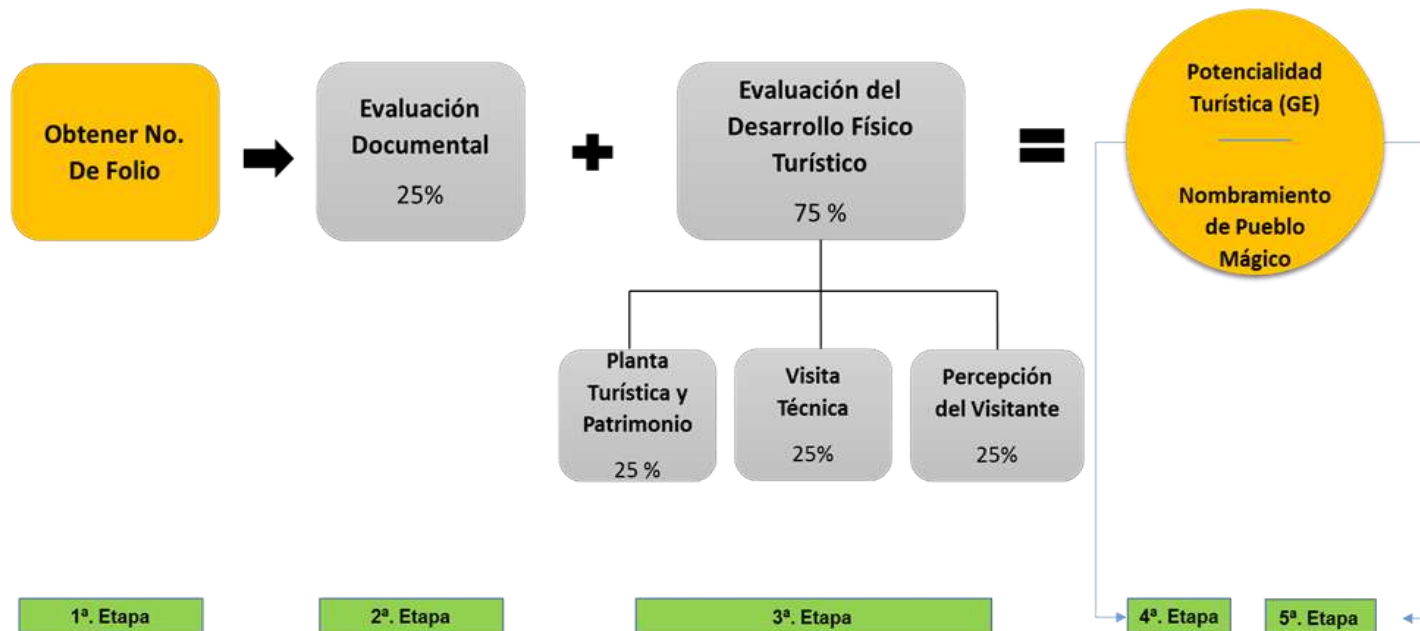 Obtener No.
De Folio
Evaluación
Documental
25%
Evaluación del
Desarrollo Físico
Turístico
75 %
Potencialidad
Turística (GE)
Nombramiento
de Pueblo
Mágico
Planta
Turística y
Patrimonio
25 %
Visita
Técnica
25%
Percepción
del Visitante
25%
1ª. Etapa
2ª. Etapa
3ª. Etapa
4ª. Etapa
5ª. Etapa